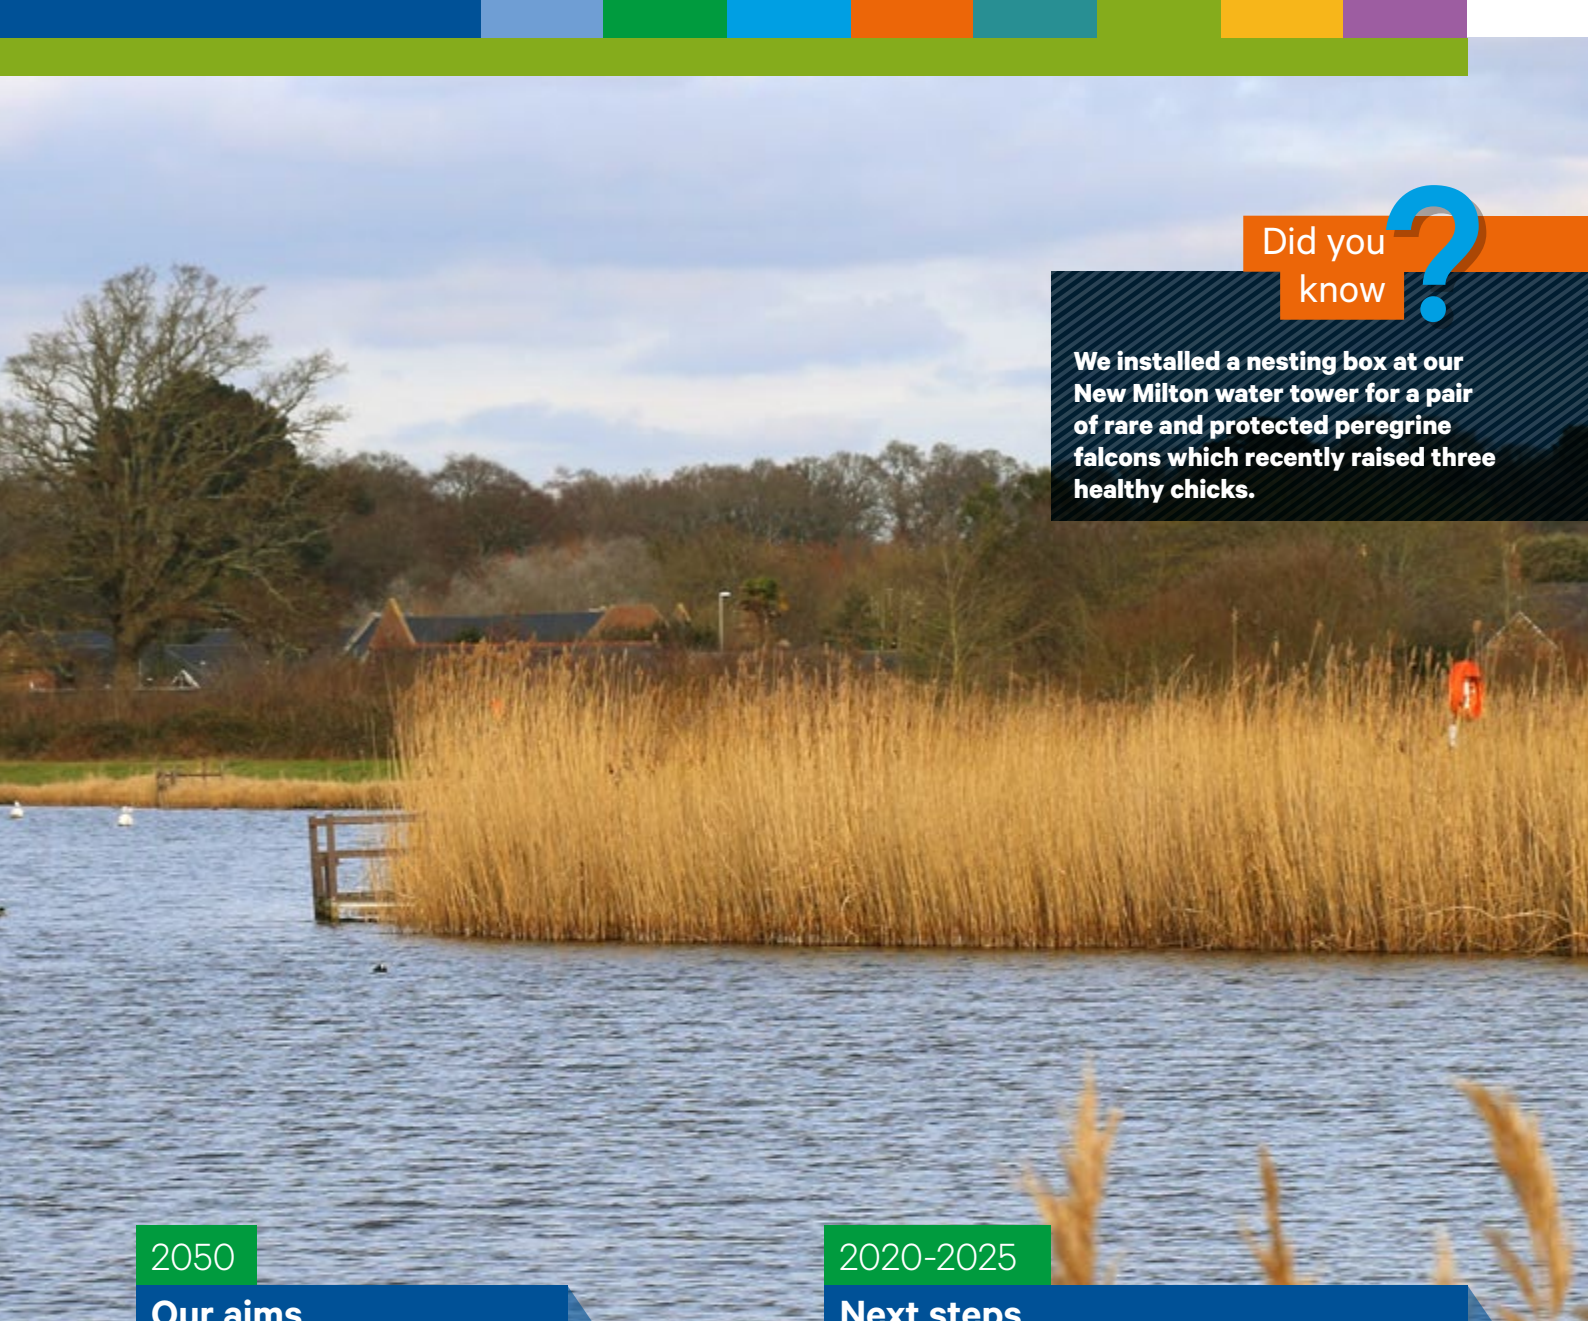 Did you
know
?
We installed a nesting box at our
New Milton water tower for a pair
of rare and protected peregrine
falcons which recently raised three
healthy chicks.
2050
Our aims
2020-2025
Next steps